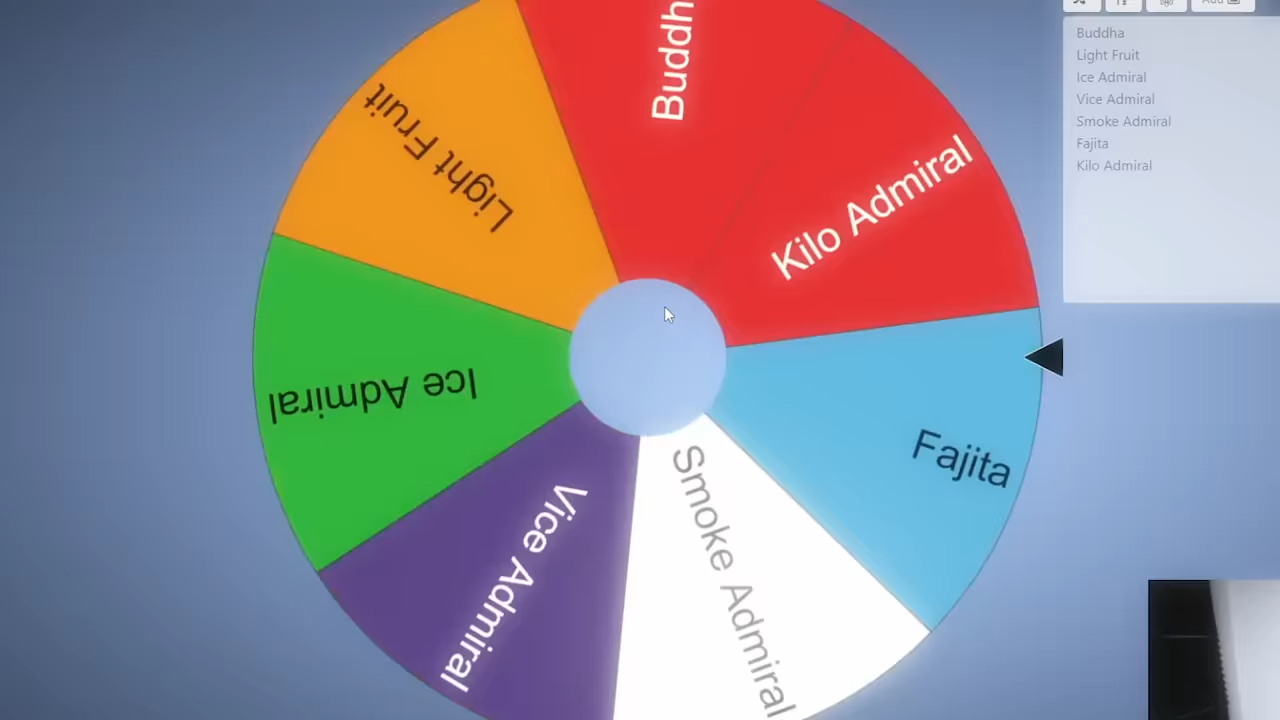 Buddh
Kilo Admiral
Light Fruit
Ice Admiral
Fajita
Smoke Admiral
Vice Admiral
Buddha
Light Fruit
Ice Admiral
Vice Admiral
Smoke Admiral
Fajita
Kilo Admiral